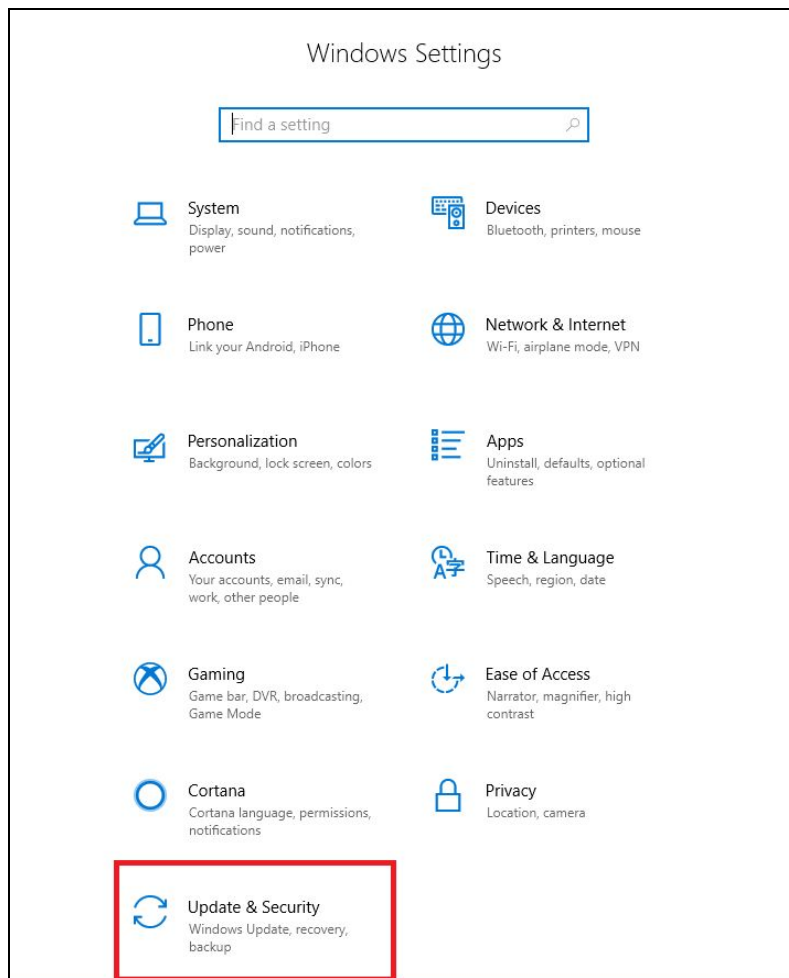 Windows Settings
Find a setting
System
Display, sound, notifications,
power
Devices
Bluetooth, printers, mouse
Phone
Link your Android, iPhone
Network & Internet
Wi-Fi, airplane mode, VPN
Personalization
Background, lock screen, colors
Apps
Uninstall, defaults, optional
features
Accounts
Your accounts, email, sync,
work, other people
Time & Language
Speech, region, date
Gaming
Game bar, DVR, broadcasting,
Game Mode
Ease of Access
Narrator, magnifier, high
contrast
Cortana
Cortana language, permissions,
notifications
Privacy
Location, camera
Update & Security
Windows Update, recovery,
backup